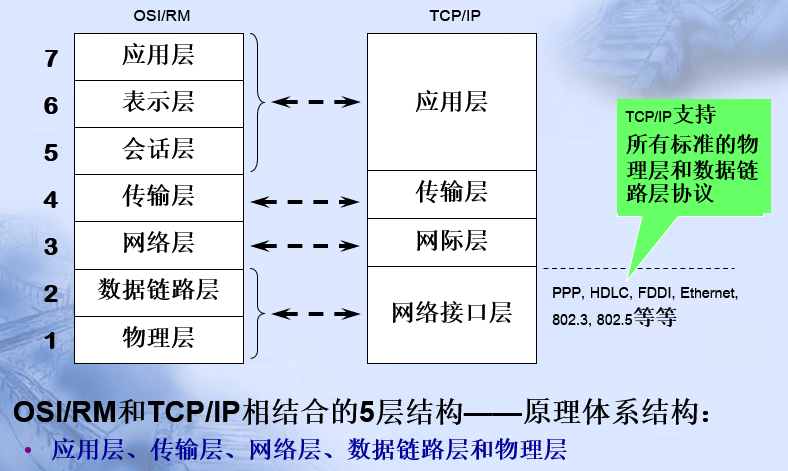 OSI/RM
TCP/IP
7
应用层
6
表示层
5
会话层
4
传输层
3
网络层
2
数据链路层
1
物理层
应用层
传输层
网际层
网络接口层
TCP/IP支持
所有标准的物
理层和数据链
路层协议
PPP, HDLC, FDDI, Ethernet,
802.3, 802.5等等
OSI/RM和TCP/IP相结合的5层结构——原理体系结构：
• 应用层、传输层、网络层、数据链路层和物理层